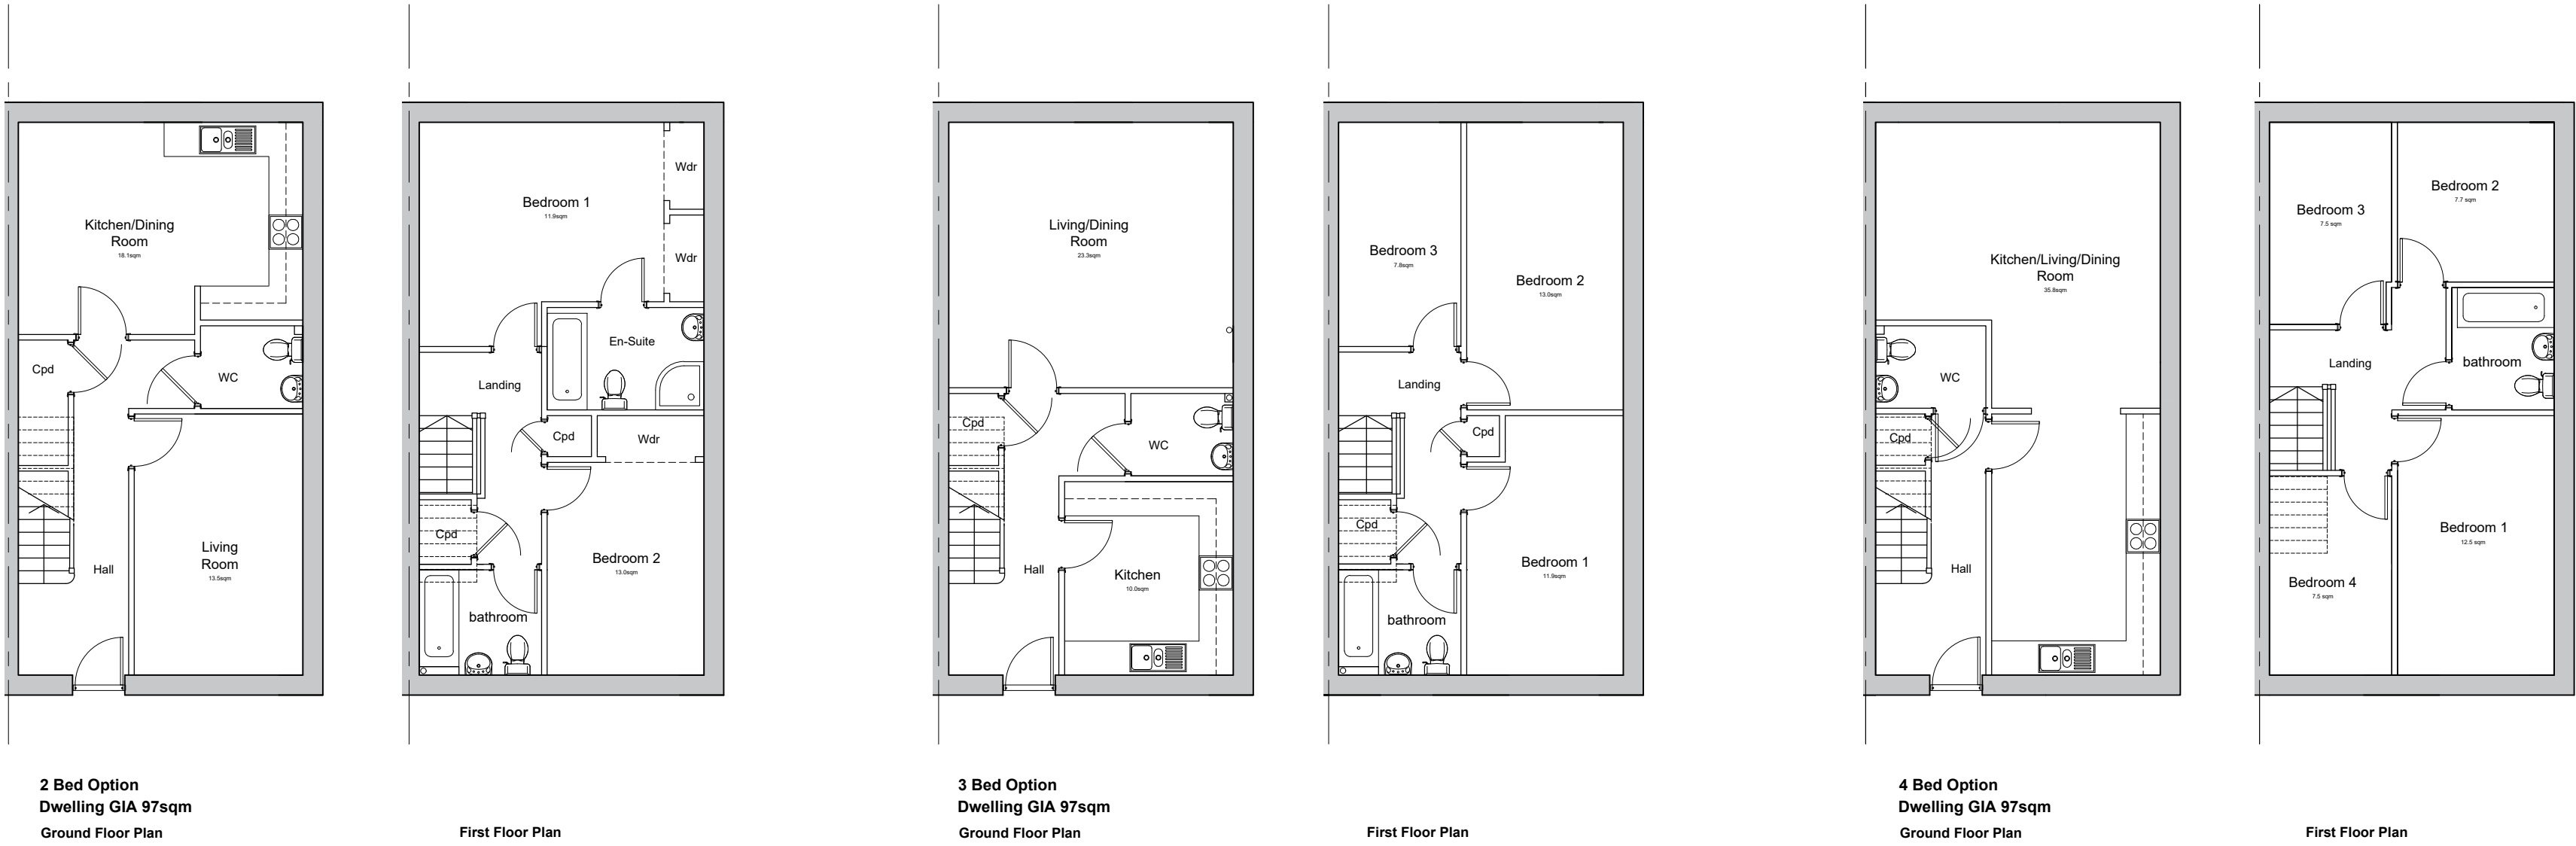 Kitchen/Dining
Room
18.1sqm
Cpd
WC
Living
Room
13.5sqm
Hall
2 Bed Option
Dwelling GIA 97sqm
Ground Floor Plan
Wdr
Bedroom 1
11.9sqm
Wdr
En-Suite
Landing
Cpd
Wdr
Cpd
Bedroom 2
13.0sqm
bathroom
First Floor Plan
Living/Dining
Room
23.3sqm
Cpd
WC
Hall
Kitchen
10.0sqm
3 Bed Option
Dwelling GIA 97sqm
Ground Floor Plan
Bedroom 3
7.8sqm
Bedroom 2
13.0sqm
Landing
Cpd
Cpd
Bedroom 1
11.9sqm
bathroom
First Floor Plan
Kitchen/Living/Dining
Room
35.8sqm
WC
Cpd
Hall
4 Bed Option
Dwelling GIA 97sqm
Ground Floor Plan
Bedroom 2
7.7 sqm
Bedroom 3
7.5 sqm
Landing
bathroom
Bedroom 1
12.5 sqm
Bedroom 4
7.5 sqm
First Floor Plan